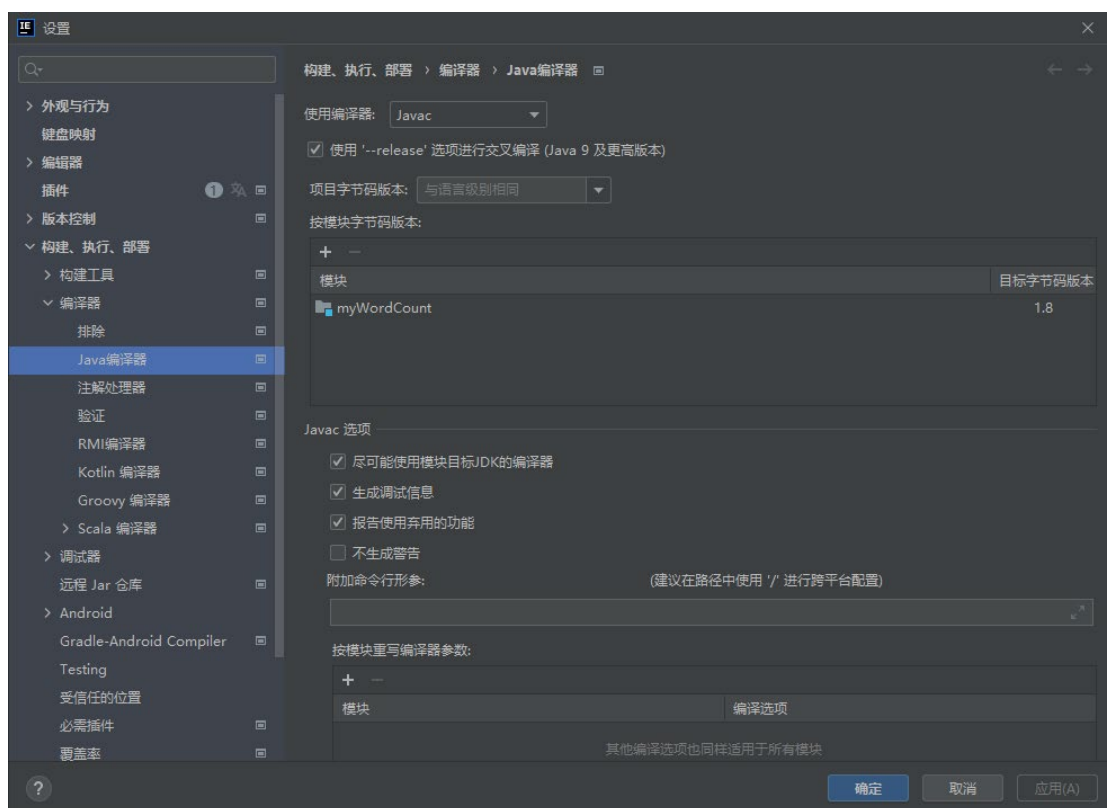 设置
外观与行为
键盘映射
编辑器
插件 1
版本控制
构建、执行、部署
构建工具
编译器
排除
Java编译器
注解处理器
验证
RMI编译器
Kotlin 编译器
Groovy 编译器
Scala 编译器
调试器
远程 Jar 仓库
Android
Gradle-Android Compiler
Testing
受信任的位置
必需插件
覆盖率
构建、执行、部署 › 编译器 › Java编译器
使用编译器: Javac
使用 '--release' 选项进行交叉编译 (Java 9 及更高版本)
项目字节码版本: 与语言级别相同
按模块字节码版本:
模块 目标字节码版本
myWordCount 1.8
Javac 选项
尽可能使用模块目标JDK的编译器
生成调试信息
报告使用弃用的功能
不生成警告
附加命令行形参: (建议在路径中使用 '/' 进行跨平台配置)
按模块重写编译器参数:
模块 编译选项
其他编译选项也同样适用于所有模块
? 确定 取消 应用(A)